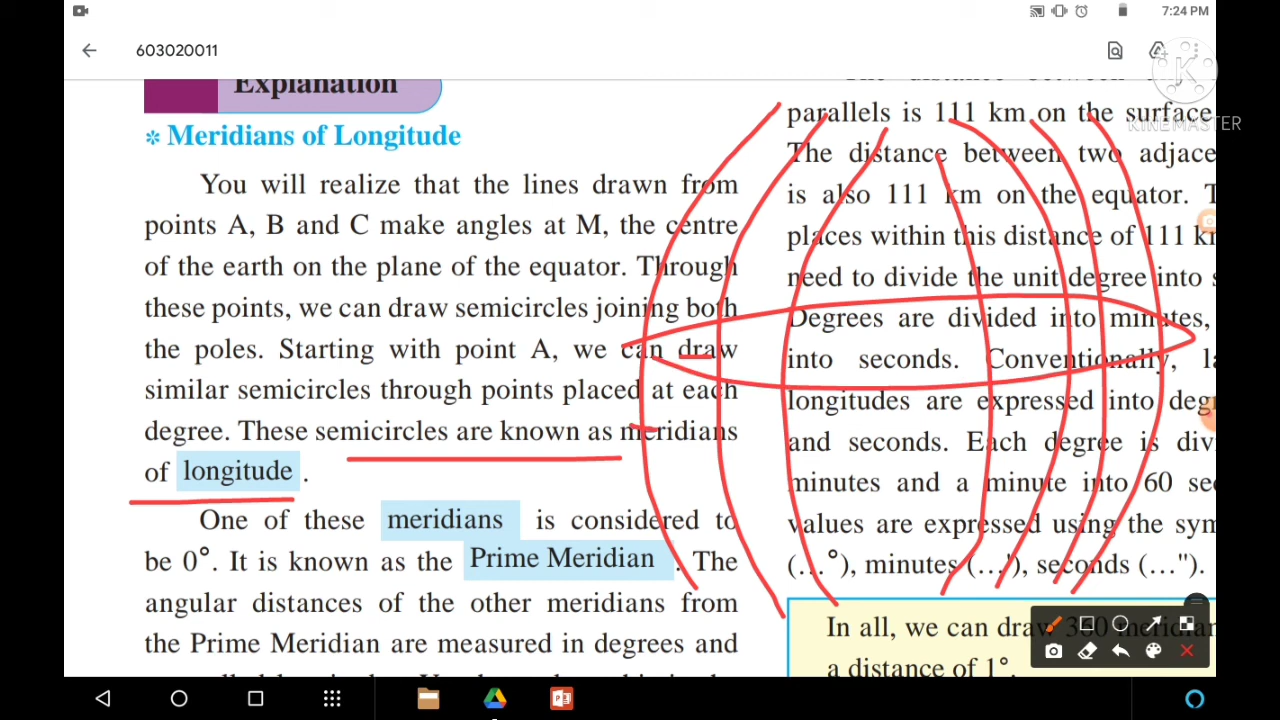 7:24 PM
603020011
KINEMASTER
Explanation
* Meridians of Longitude
You will realize that the lines drawn from
points A, B and C make angles at M, the centre
of the earth on the plane of the equator. Through
these points, we can draw semicircles joining both
the poles. Starting with point A, we can draw
similar semicircles through points placed at each
degree. These semicircles are known as meridians
of longitude .
One of these meridians is considered to
be 0°. It is known as the Prime Meridian . The
angular distances of the other meridians from
the Prime Meridian are measured in degrees and
parallels is 111 km on the surface
The distance between two adjace
is also 111 km on the equator. T
places within this distance of 111 k
need to divide the unit degree into s
Degrees are divided into minutes,
into seconds. Conventionally, la
longitudes are expressed into deg
and seconds. Each degree is div
minutes and a minute into 60 sec
values are expressed using the sym
(...°), minutes (...'), seconds (...").
In all, we can draw 360 meridian
a distance of 1°.